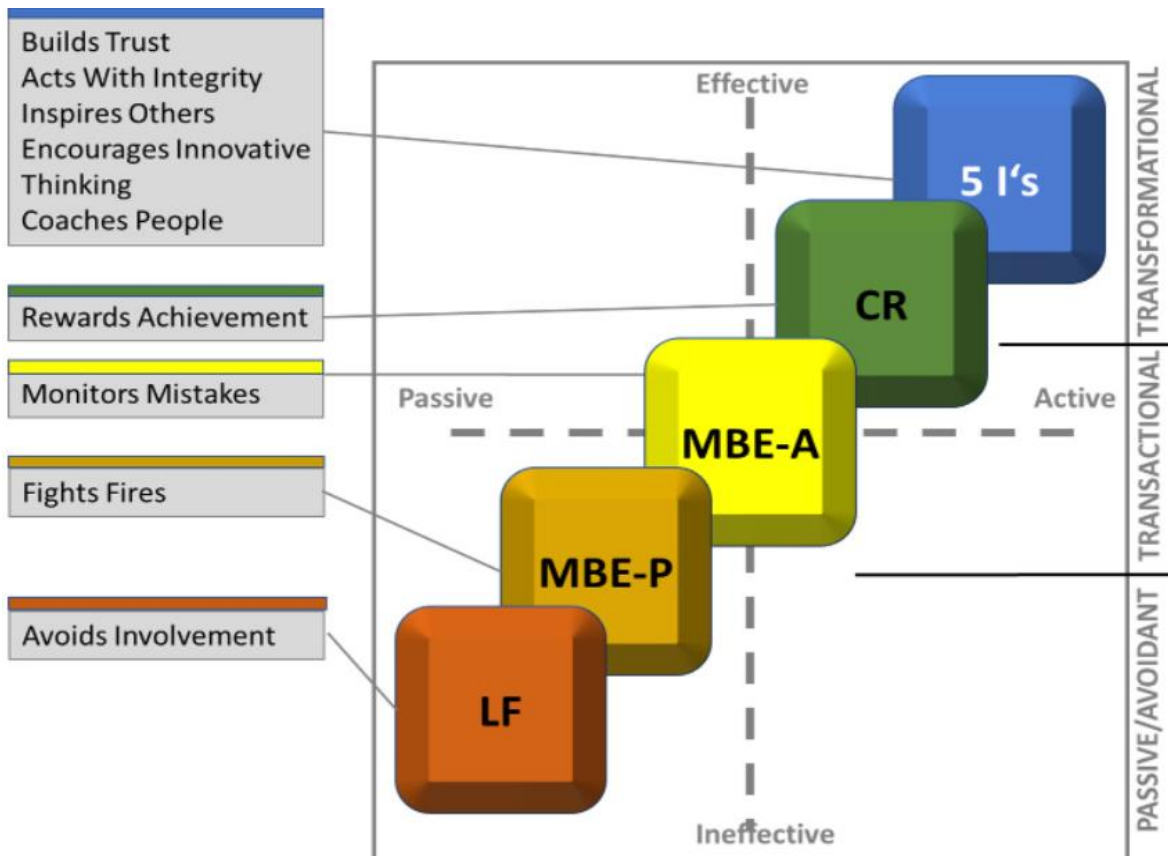 Builds Trust
Acts With Integrity
Inspires Others
Encourages Innovative
Thinking
Coaches People
Rewards Achievement
Monitors Mistakes
Fights Fires
Avoids Involvement
Effective
Passive
Active
Ineffective
5 I‘s
CR
MBE-A
MBE-P
LF
TRANSFORMATIONAL
TRANSACTIONAL
PASSIVE/AVOIDANT